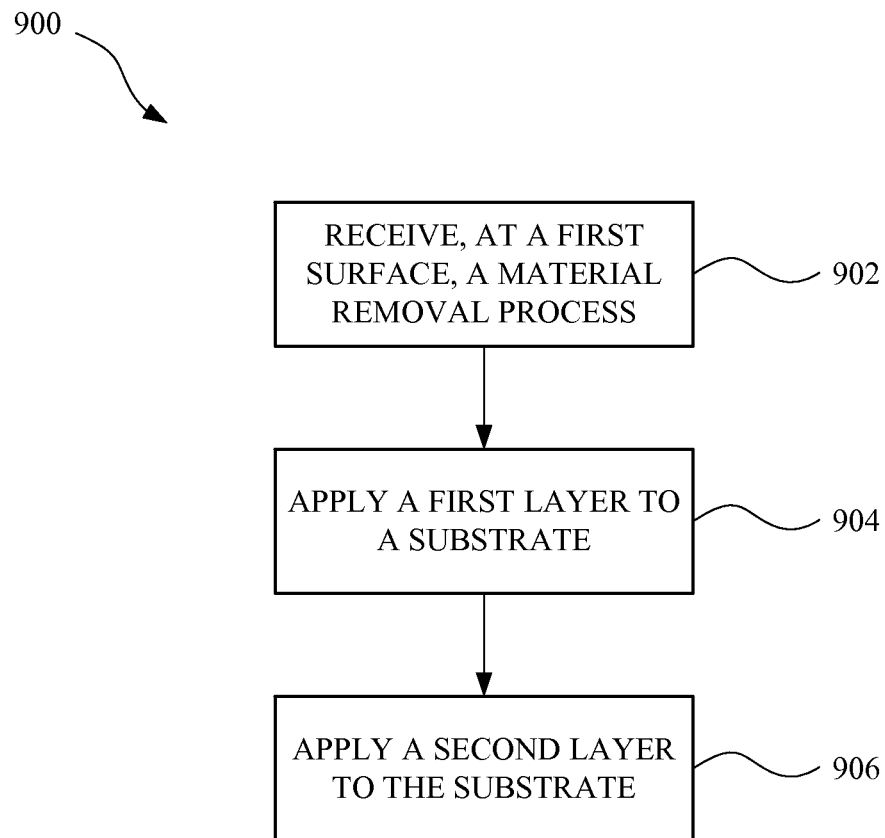 900
RECEIVE, AT A FIRST
SURFACE, A MATERIAL
REMOVAL PROCESS
902
APPLY A FIRST LAYER TO
A SUBSTRATE
904
APPLY A SECOND LAYER
TO THE SUBSTRATE
906